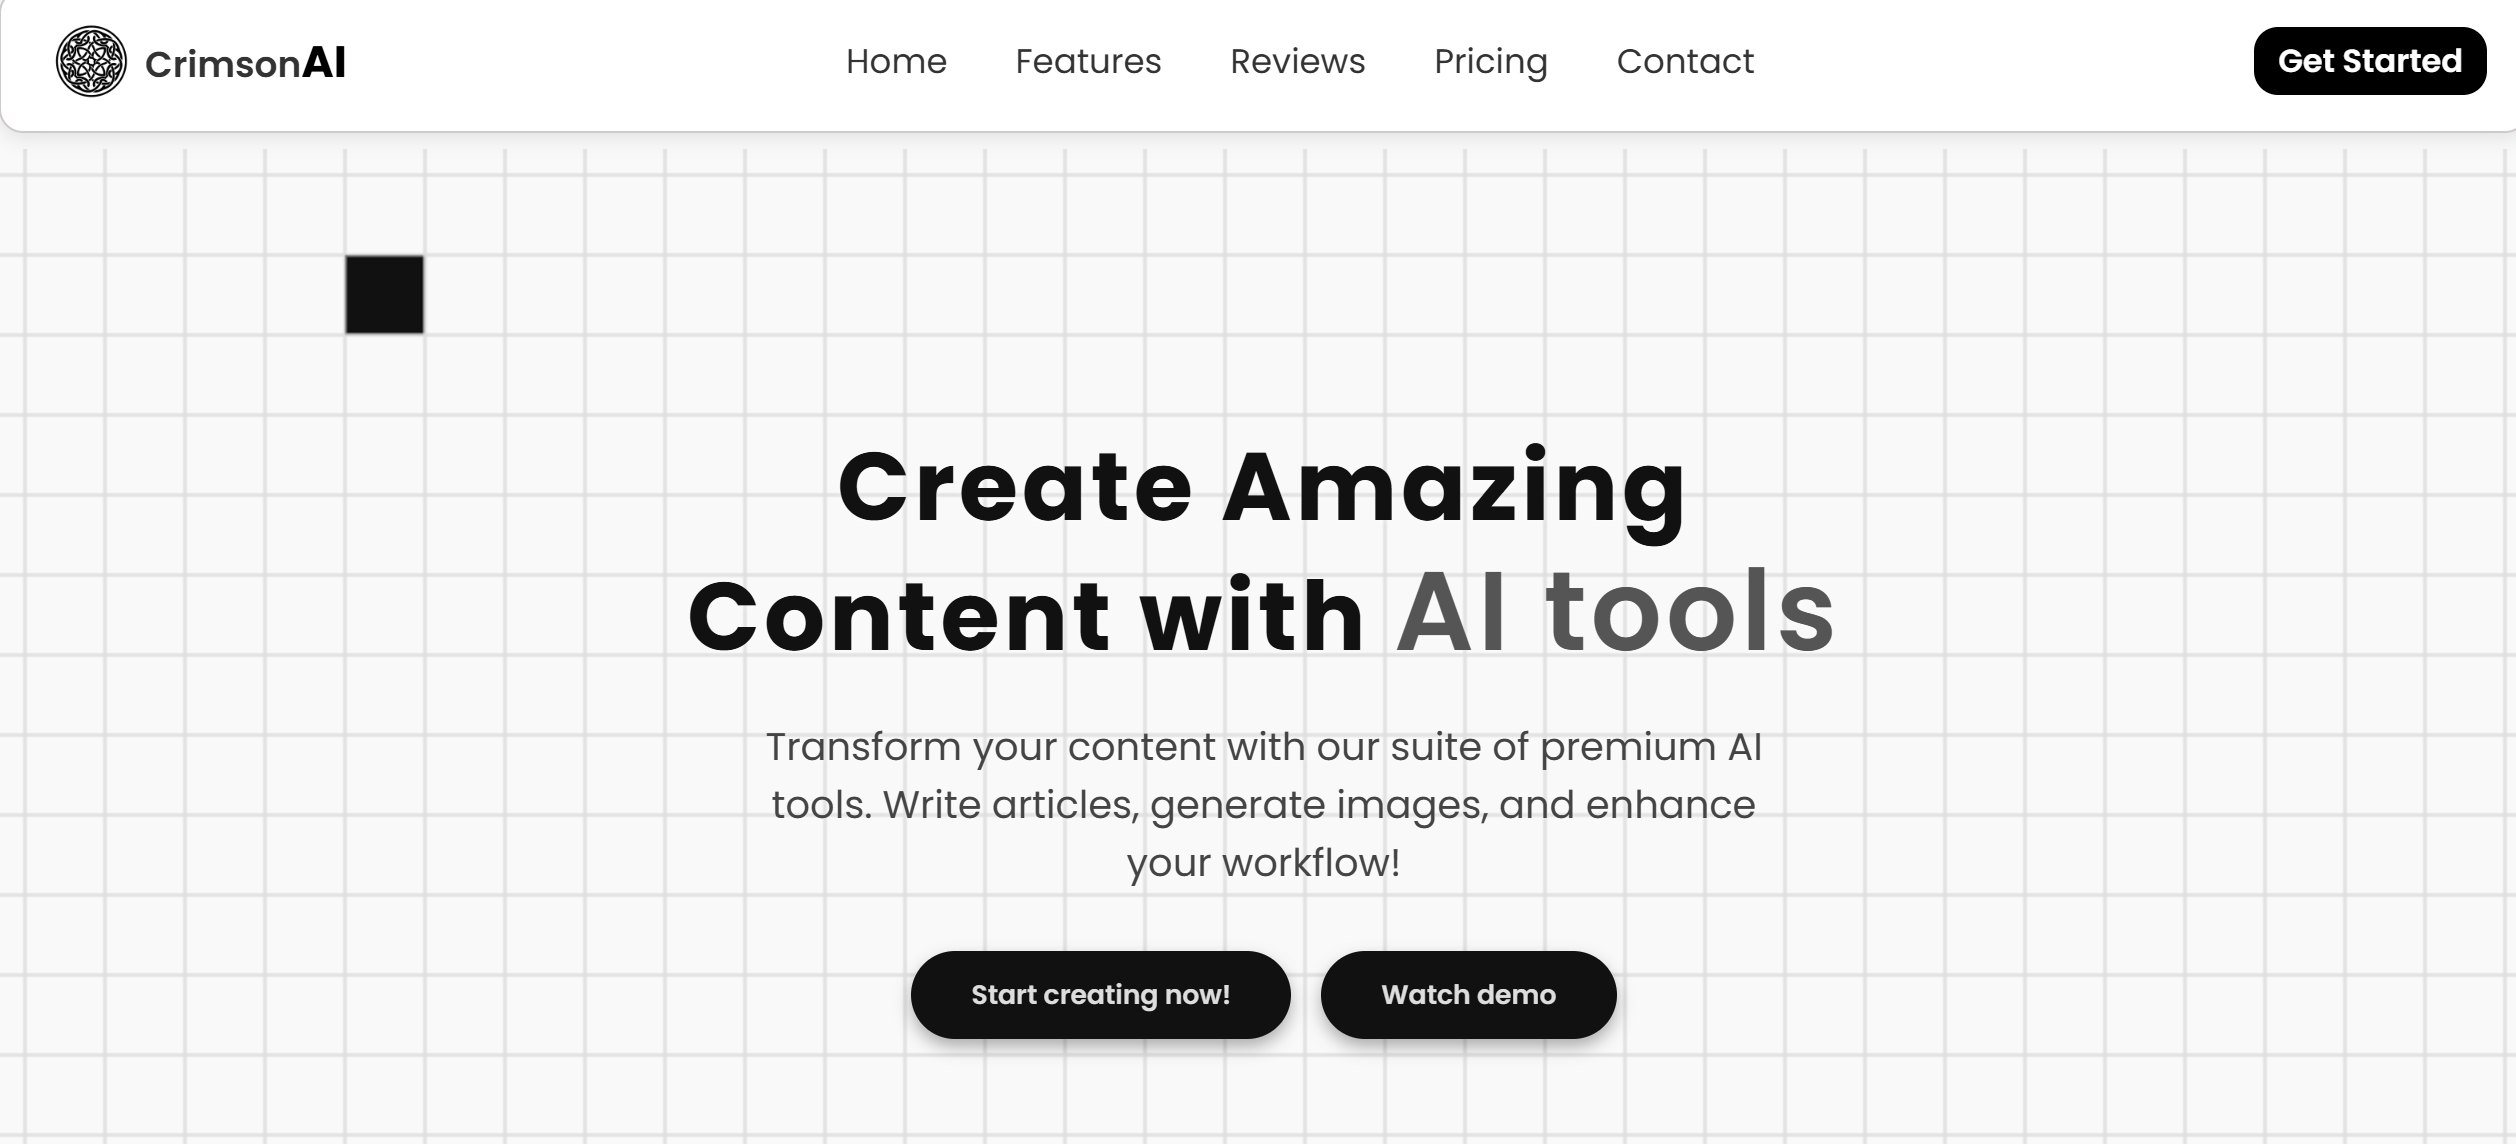 CrimsonAI
Home Features Reviews Pricing Contact
Get Started
Create Amazing
Content with AI tools
Transform your content with our suite of premium AI
tools. Write articles, generate images, and enhance
your workflow!
Start creating now!
Watch demo